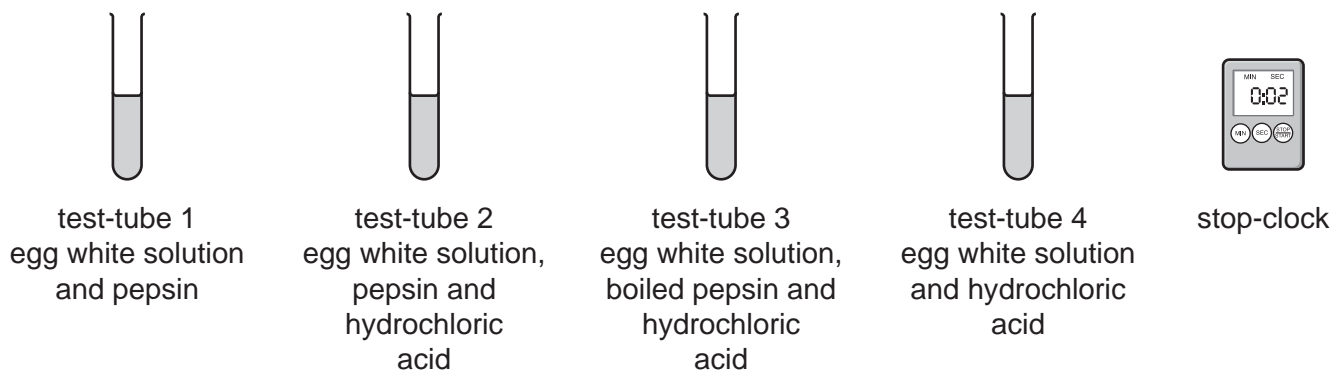 MIN SEC
0:02
MIN SEC STOP
START
test-tube 1
egg white solution
and pepsin
test-tube 2
egg white solution,
pepsin and
hydrochloric
acid
test-tube 3
egg white solution,
boiled pepsin and
hydrochloric
acid
test-tube 4
egg white solution
and hydrochloric
acid
stop-clock